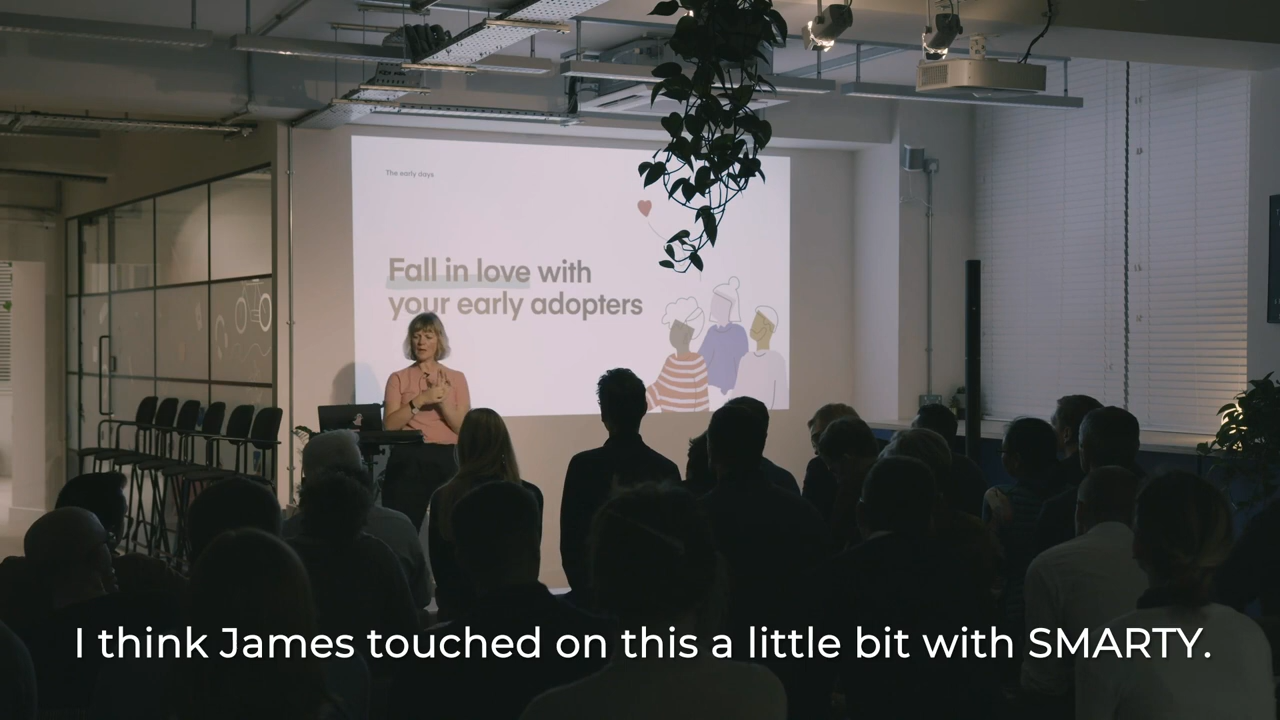 The early days
Fall in love with
your early adopters
I think James touched on this a little bit with SMARTY.